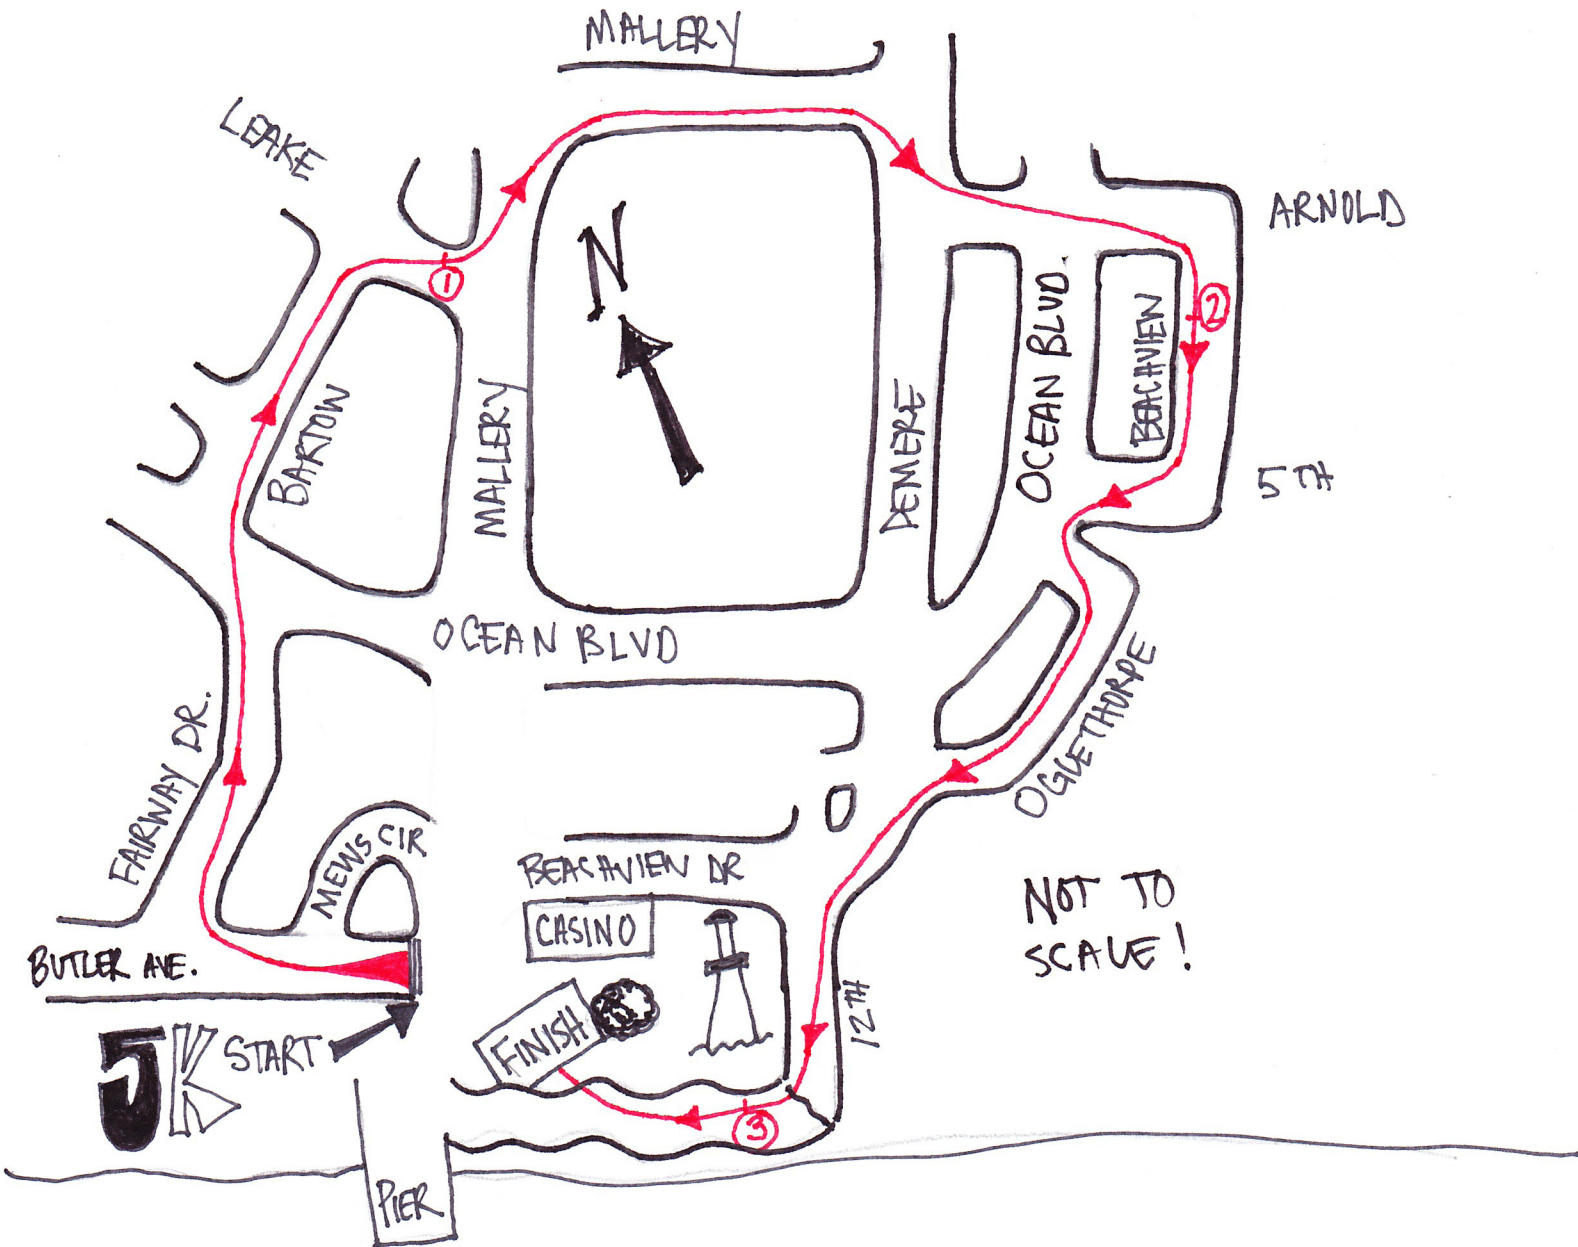 MALLERY
LEAKE
ARNOLD
1
N
2
BARTOW
MALLERY
DEMERE
OCEAN BLVD.
BEACHVIEW
5TH
OCEAN BLVD
OGLETHORPE
FAIRWAY DR.
MEWS CIR
BEACHVIEW DR
CASINO
NOT TO
SCALE!
BUTLER AVE.
5K
START
FINISH
12TH
3
PIER